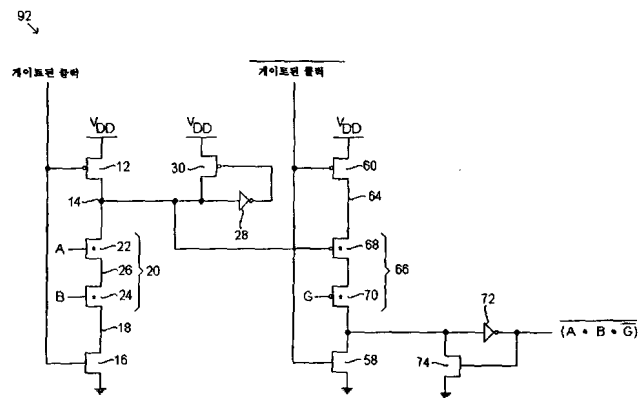 92
게이트된 클럭
게이트된 클럭
VDD VDD VDD
12 30 60
14 28 64
A 22 68
26 20 66
B 24 G 70 72
18 (A • B • G)
16 58 74